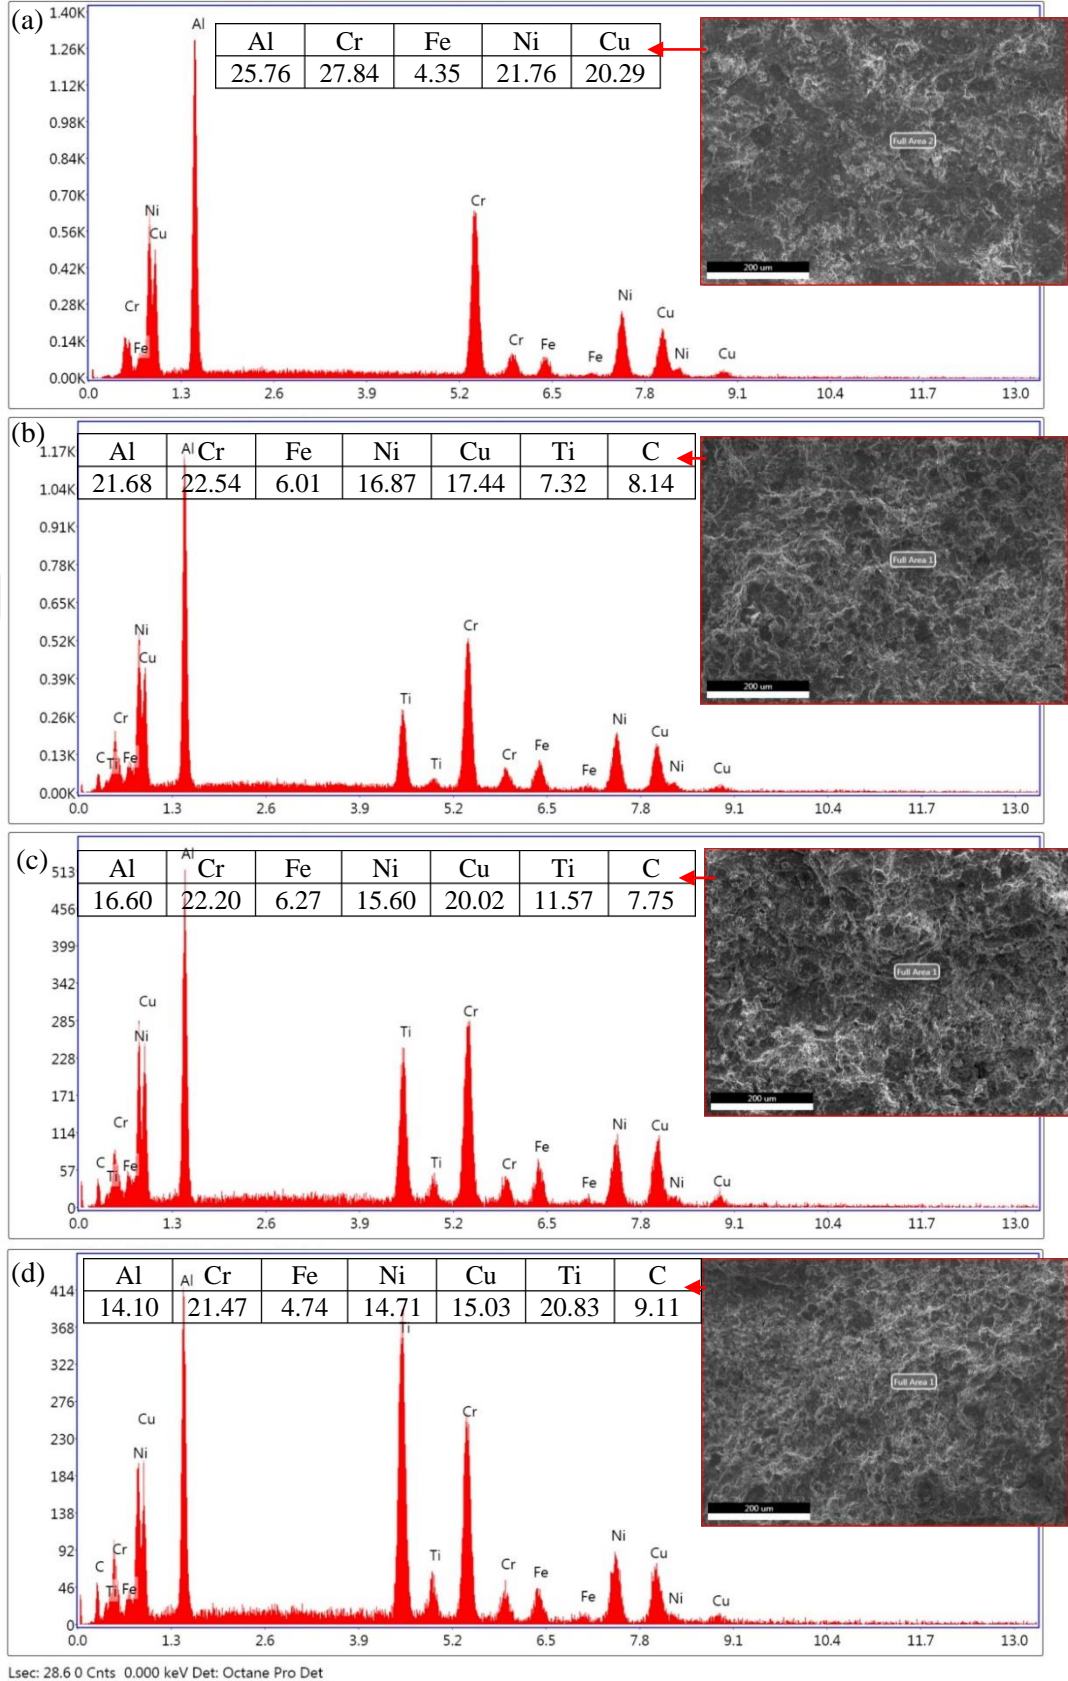 (a)
1.40K
1.26K
1.12K
0.98K
0.84K
0.70K
0.56K
0.42K
0.28K
0.14K
0.00K
Al
Al Cr Fe Ni Cu
25.76 27.84 4.35 21.76 20.29
Full Area 2
200 um
Ni
Cu
Cr
Fe
Cr
Cr
Fe
Fe
Ni
Cu
Ni
Cu
0.0 1.3 2.6 3.9 5.2 6.5 7.8 9.1 10.4 11.7 13.0
(b)
1.17K
1.04K
0.91K
0.78K
0.65K
0.52K
0.39K
0.26K
0.13K
0.00K
Al
Al Cr Fe Ni Cu Ti C
21.68 22.54 6.01 16.87 17.44 7.32 8.14
Full Area 1
200 um
Ni
Cu
Cr
C
Ti
Fe
Ti
Ti
Cr
Cr
Fe
Fe
Ni
Cu
Ni
Cu
0.0 1.3 2.6 3.9 5.2 6.5 7.8 9.1 10.4 11.7 13.0
(c)
513
456
399
342
285
228
171
114
57
0
Al
Al Cr Fe Ni Cu Ti C
16.60 22.20 6.27 15.60 20.02 11.57 7.75
Full Area 1
200 um
Cu
Ni
Cr
C
Ti
Fe
Ti
Ti
Cr
Cr
Fe
Fe
Ni
Cu
Ni
Cu
0.0 1.3 2.6 3.9 5.2 6.5 7.8 9.1 10.4 11.7 13.0
(d)
414
368
322
276
230
184
138
92
46
0
Al
Al Cr Fe Ni Cu Ti C
14.10 21.47 4.74 14.71 15.03 20.83 9.11
Full Area 1
200 um
Cu
Ni
Cr
C
Ti
Fe
Ti
Ti
Cr
Cr
Fe
Fe
Ni
Cu
Ni
Cu
0.0 1.3 2.6 3.9 5.2 6.5 7.8 9.1 10.4 11.7 13.0
Lsec: 28.6 0 Cnts 0.000 keV Det: Octane Pro Det